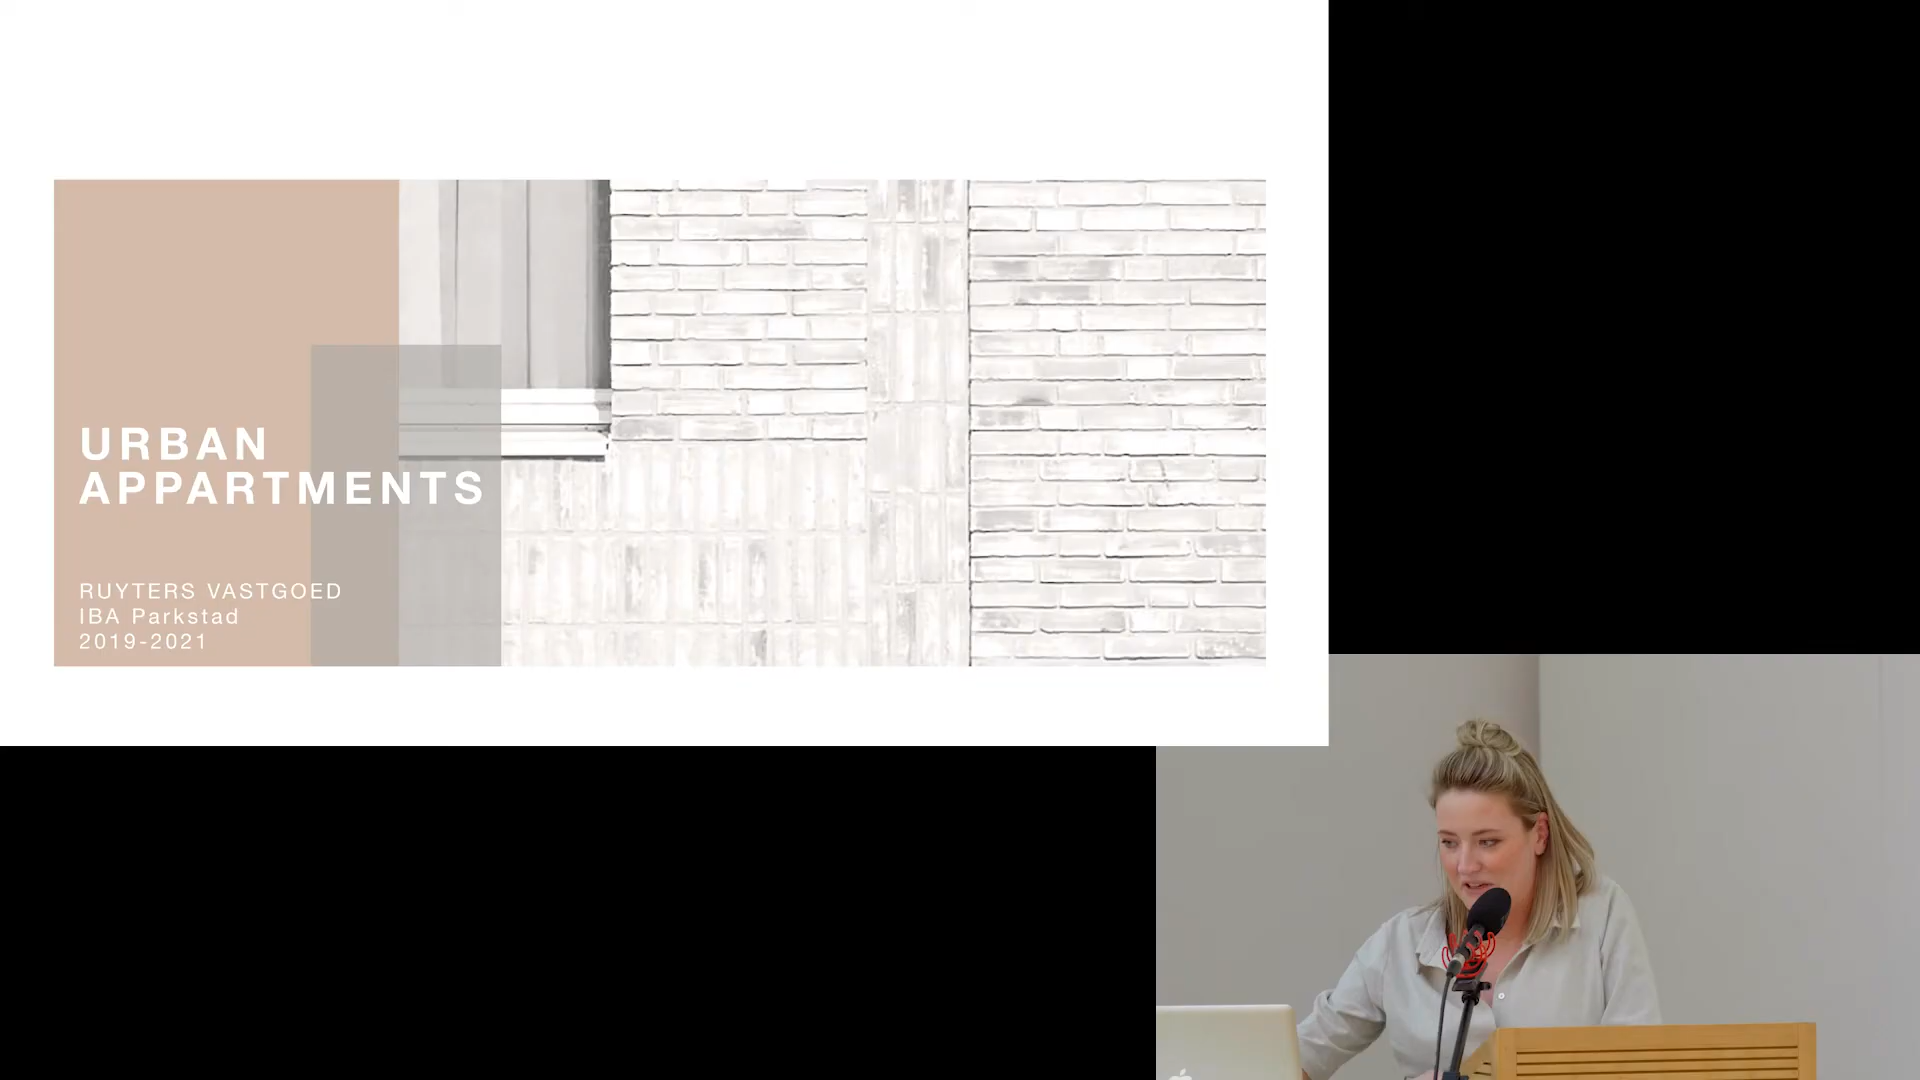 URBAN
APPARTMENTS
RUYTERS VASTGOED
IBA Parkstad
2019-2021